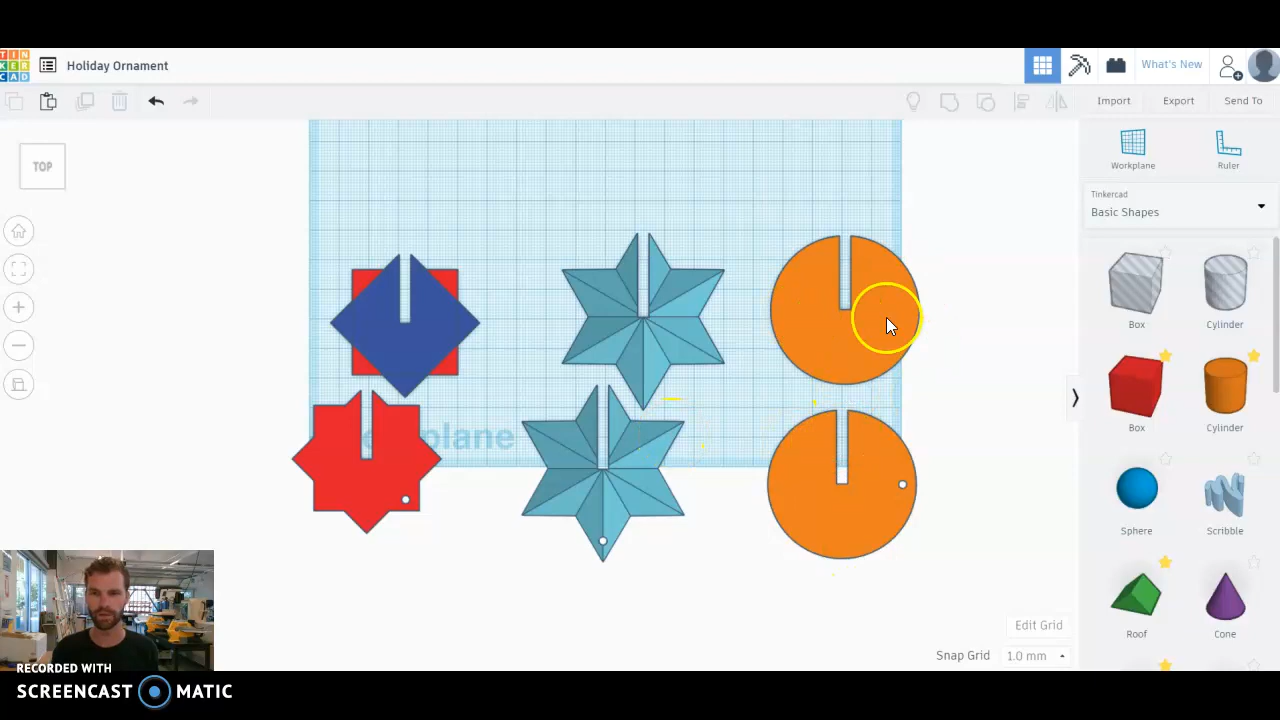 TIN
KER
CAD
Holiday Ornament
What's New
Import
Export
Send To
TOP
Workplane
Ruler
Tinkercad
Basic Shapes
Box
Cylinder
Box
Cylinder
plane
Sphere
Scribble
Roof
Cone
Edit Grid
Snap Grid
1.0 mm
RECORDED WITH
SCREENCAST MATIC